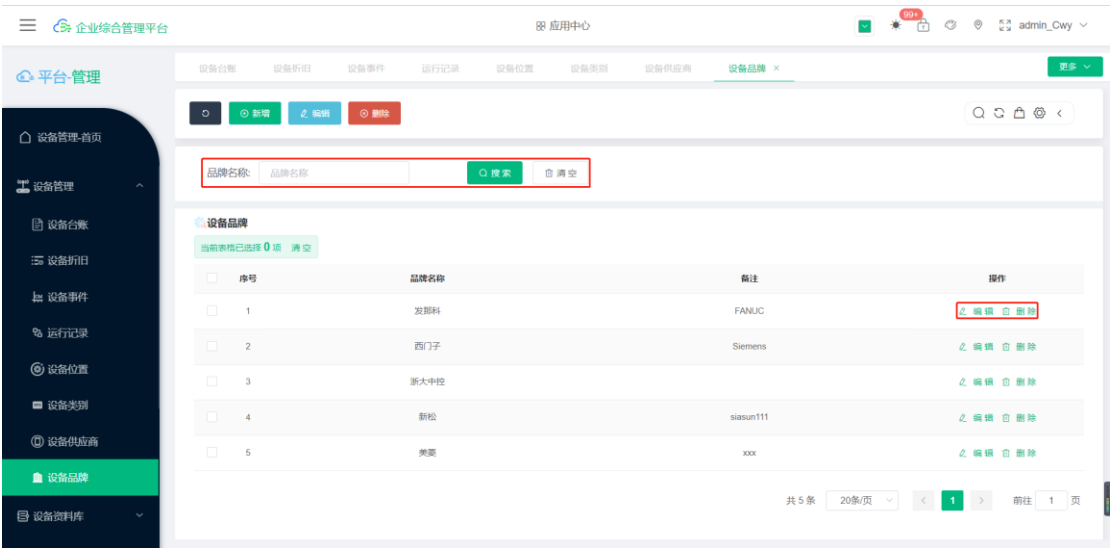 企业综合管理平台
应用中心
99+
admin_Cwy
平台-管理
设备台账 设备折旧 设备事件 运行记录 设备位置 设备类别 设备供应商 设备品牌 × 更多
新增 编辑 删除
设备管理-首页
品牌名称: 品牌名称 搜索 清空
设备管理
设备台账
设备折旧
设备事件
运行记录
设备位置
设备类别
设备供应商
设备品牌
设备资料库
设备品牌
当前表格已选择 0 项 清空
序号 品牌名称 备注 操作
1 发那科 FANUC 编辑 删除
2 西门子 Siemens 编辑 删除
3 浙大中控 编辑 删除
4 新松 siasun111 编辑 删除
5 美菱 xxx 编辑 删除
共 5 条 20条/页 < 1 > 前往 1 页